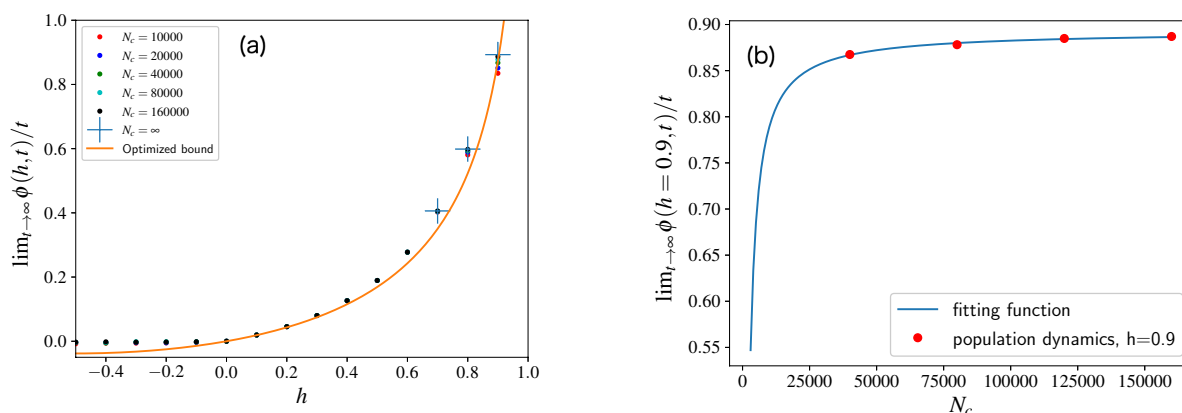 (a)
N_c = 10000
N_c = 20000
N_c = 40000
N_c = 80000
N_c = 160000
N_c = ∞
Optimized bound
1.0
0.8
0.6
0.4
0.2
0.0
lim_{t→∞} ϕ(h,t)/t
−0.4 −0.2 0.0 0.2 0.4 0.6 0.8 1.0
h
(b)
0.90
0.85
0.80
0.75
0.70
0.65
0.60
0.55
lim_{t→∞} ϕ(h = 0.9,t)/t
fitting function
population dynamics, h=0.9
0 25000 50000 75000 100000 125000 150000
N_c